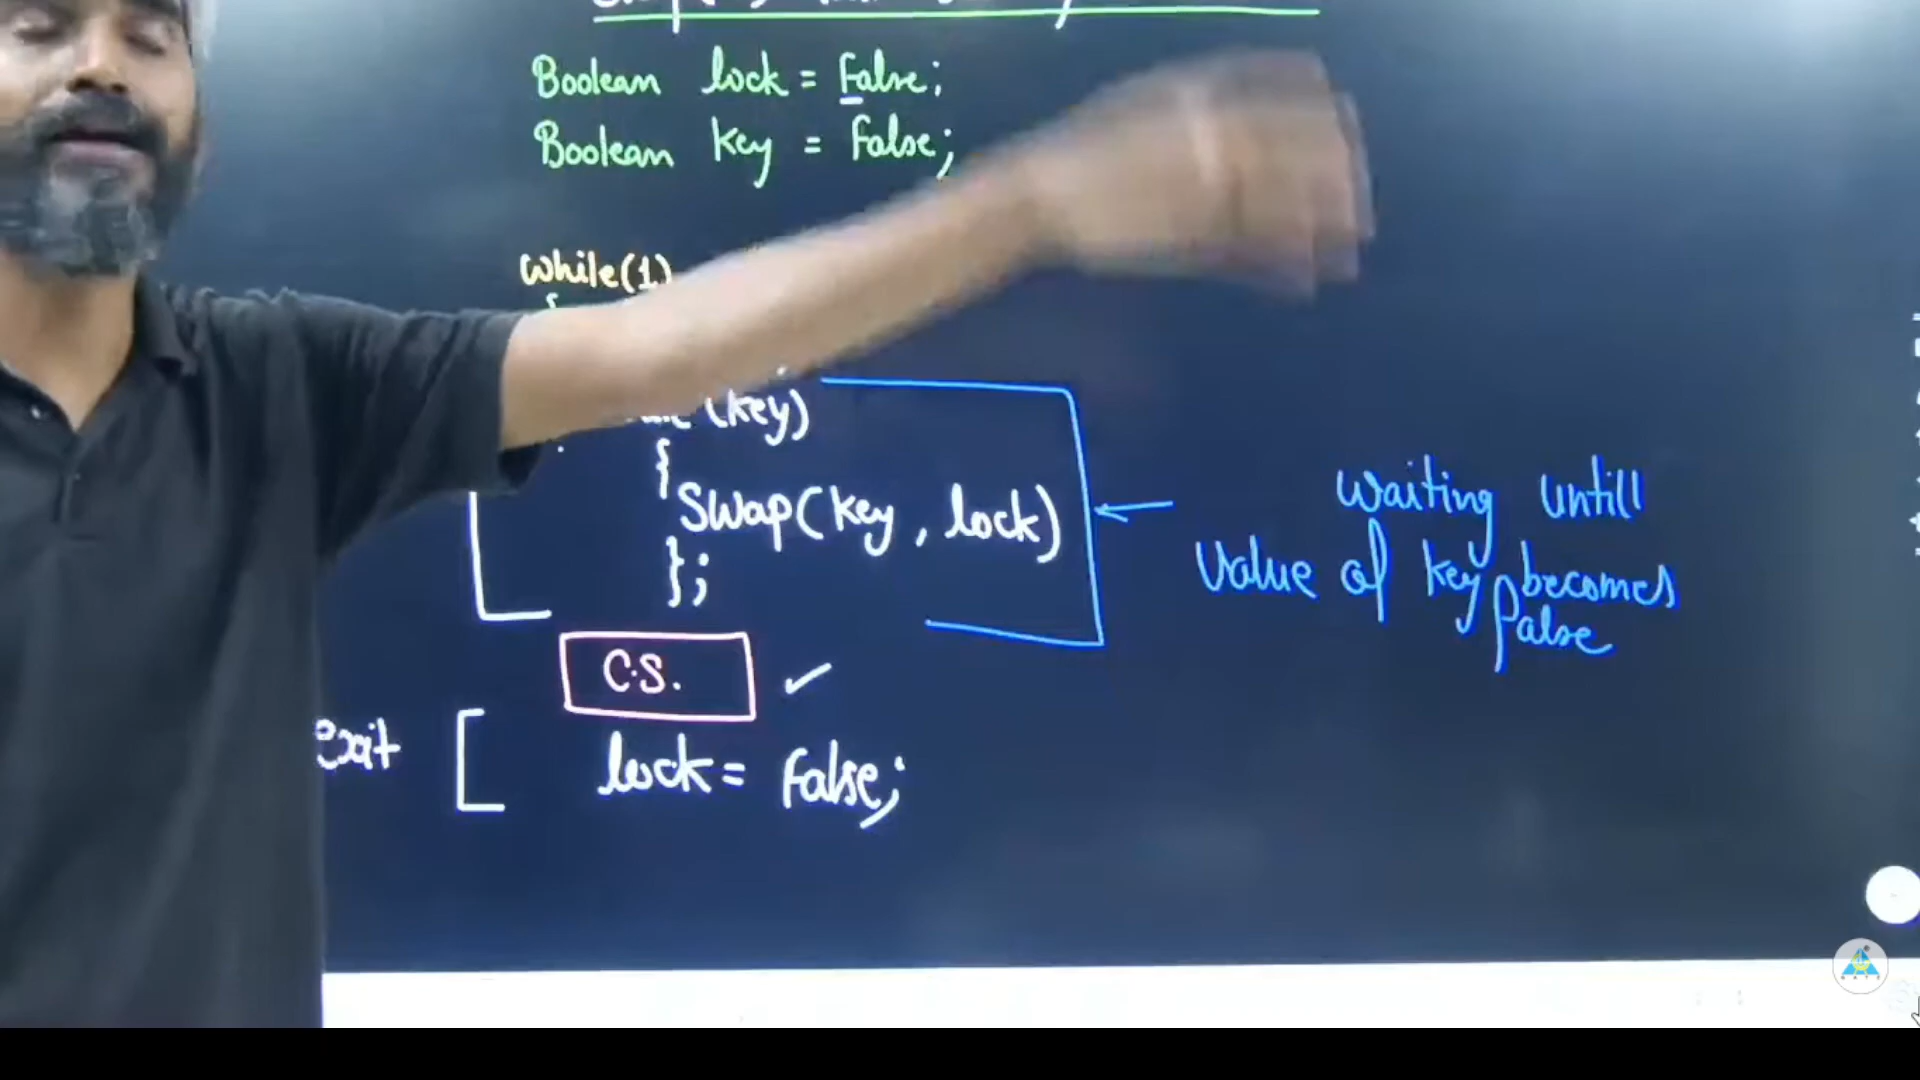 Boolean lock = False;
Boolean key = False;
while(1)
{
(key)
{
Swap(key, lock)
};
waiting untill
value of key becomes
false
C.S.
exit
lock = False;